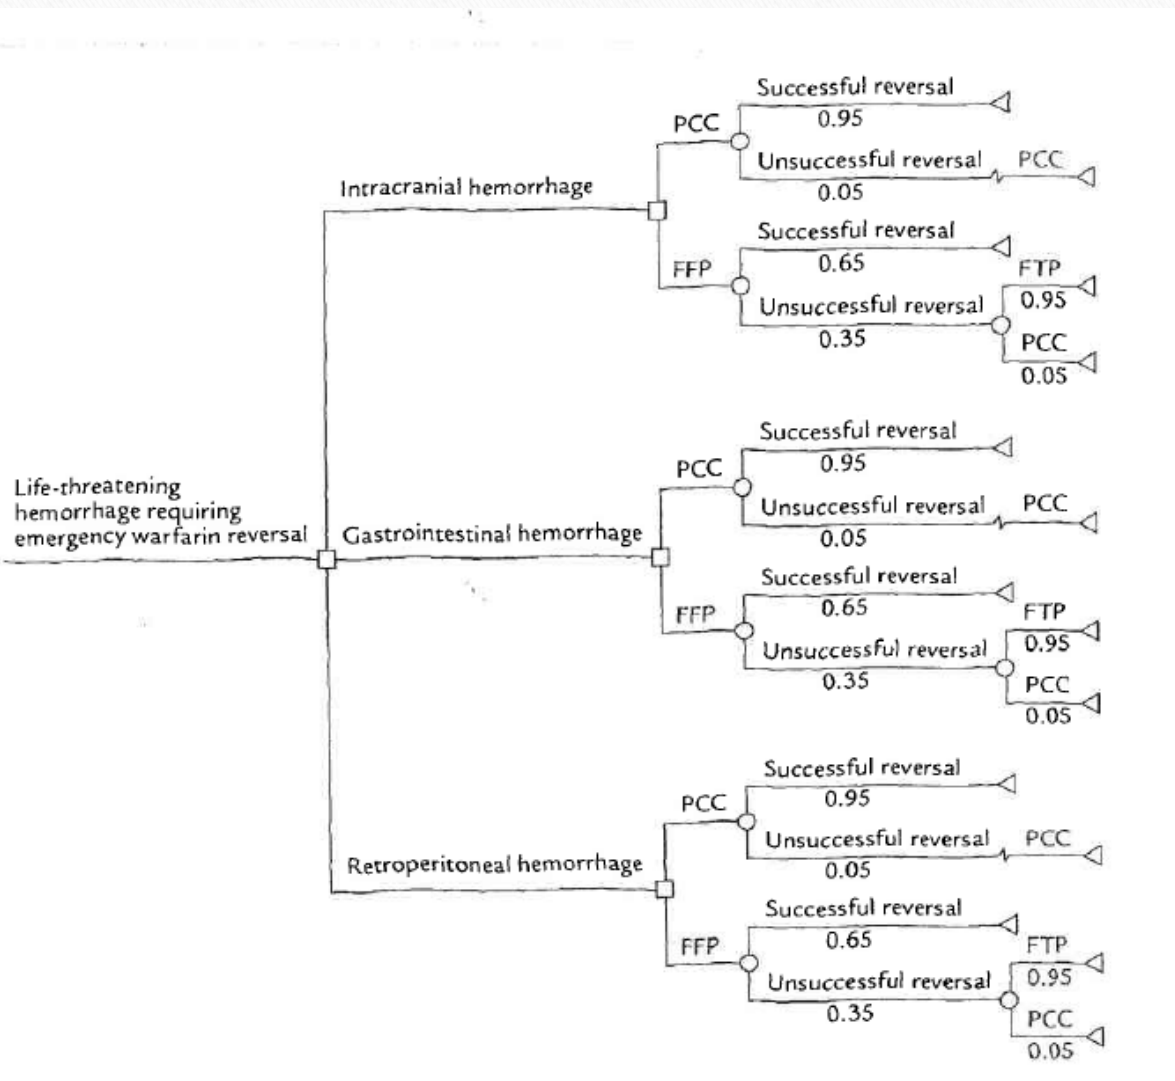 Successful reversal
0.95
PCC
Unsuccessful reversal PCC
0.05
Intracranial hemorrhage
Successful reversal
0.65
FFP
FTP
0.95
Unsuccessful reversal
0.35
PCC
0.05
Successful reversal
0.95
PCC
Unsuccessful reversal PCC
0.05
Life-threatening
hemorrhage requiring
emergency warfarin reversal
Gastrointestinal hemorrhage
Successful reversal
0.65
FFP
FTP
0.95
Unsuccessful reversal
0.35
PCC
0.05
Successful reversal
0.95
PCC
Unsuccessful reversal PCC
0.05
Retroperitoneal hemorrhage
Successful reversal
0.65
FFP
FTP
0.95
Unsuccessful reversal
0.35
PCC
0.05